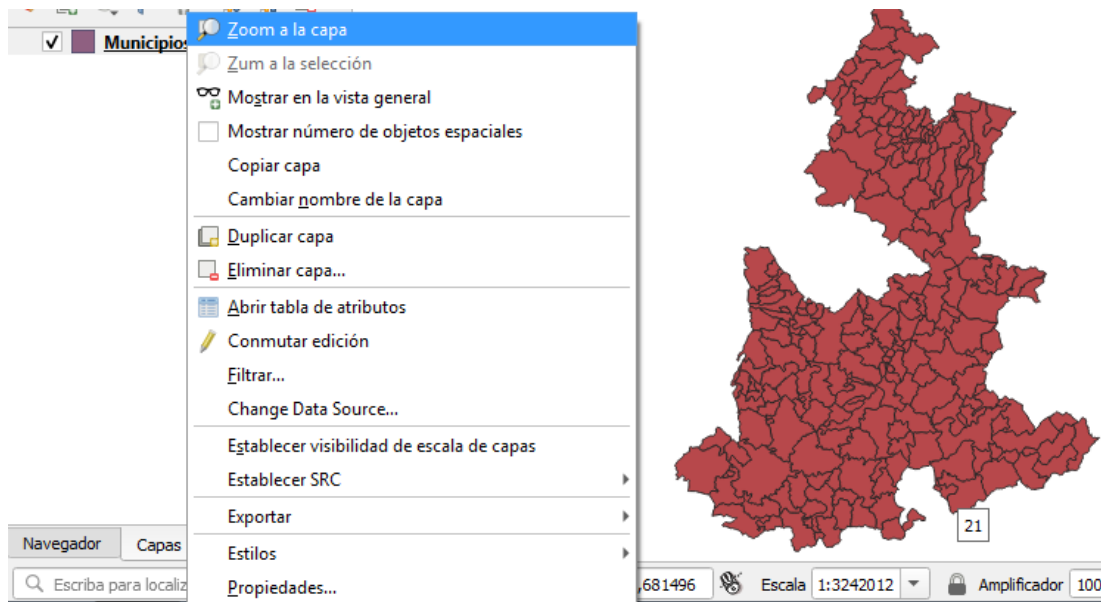 Municipios
Zoom a la capa
Zum a la selección
Mostrar en la vista general
Mostrar número de objetos espaciales
Copiar capa
Cambiar nombre de la capa
Duplicar capa
Eliminar capa...
Abrir tabla de atributos
Conmutar edición
Filtrar...
Change Data Source...
Establecer visibilidad de escala de capas
Establecer SRC
Exportar
Estilos
Propiedades...
21
Navegador Capas
Escriba para localiz
,681496 Escala 1:3242012 Amplificador 100